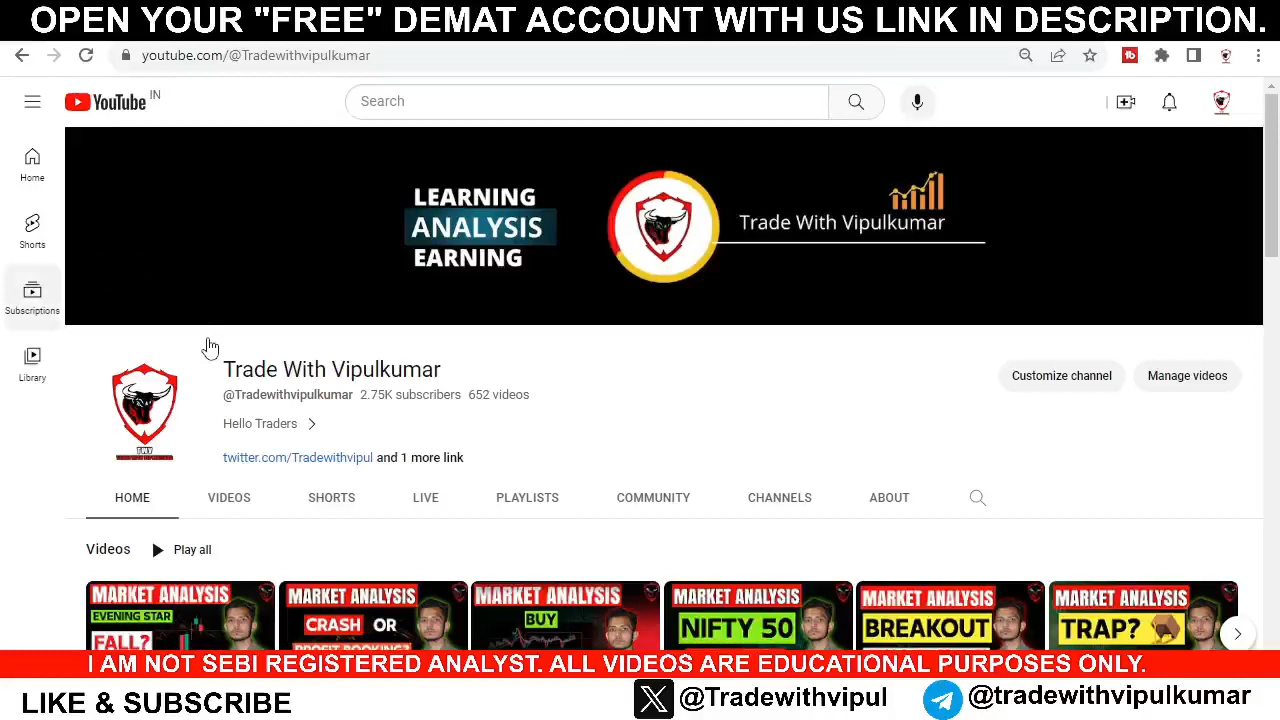 OPEN YOUR "FREE" DEMAT ACCOUNT WITH US LINK IN DESCRIPTION.
youtube.com/@Tradewithvipulkumar
YouTube IN
Search
Home
Shorts
Subscriptions
Library
LEARNING
ANALYSIS
EARNING
Trade With Vipulkumar
Trade With Vipulkumar
@Tradewithvipulkumar 2.75K subscribers 652 videos
Hello Traders
twitter.com/Tradewithvipul and 1 more link
Customize channel
Manage videos
HOME VIDEOS SHORTS LIVE PLAYLISTS COMMUNITY CHANNELS ABOUT
Videos Play all
MARKET ANALYSIS
EVENING STAR
FALL?
MARKET ANALYSIS
CRASH OR
PROFIT BOOKING?
MARKET ANALYSIS
BUY
MARKET ANALYSIS
NIFTY 50
MARKET ANALYSIS
BREAKOUT
MARKET ANALYSIS
TRAP?
I AM NOT SEBI REGISTERED ANALYST. ALL VIDEOS ARE EDUCATIONAL PURPOSES ONLY.
LIKE & SUBSCRIBE
@Tradewithvipul
@tradewithvipulkumar